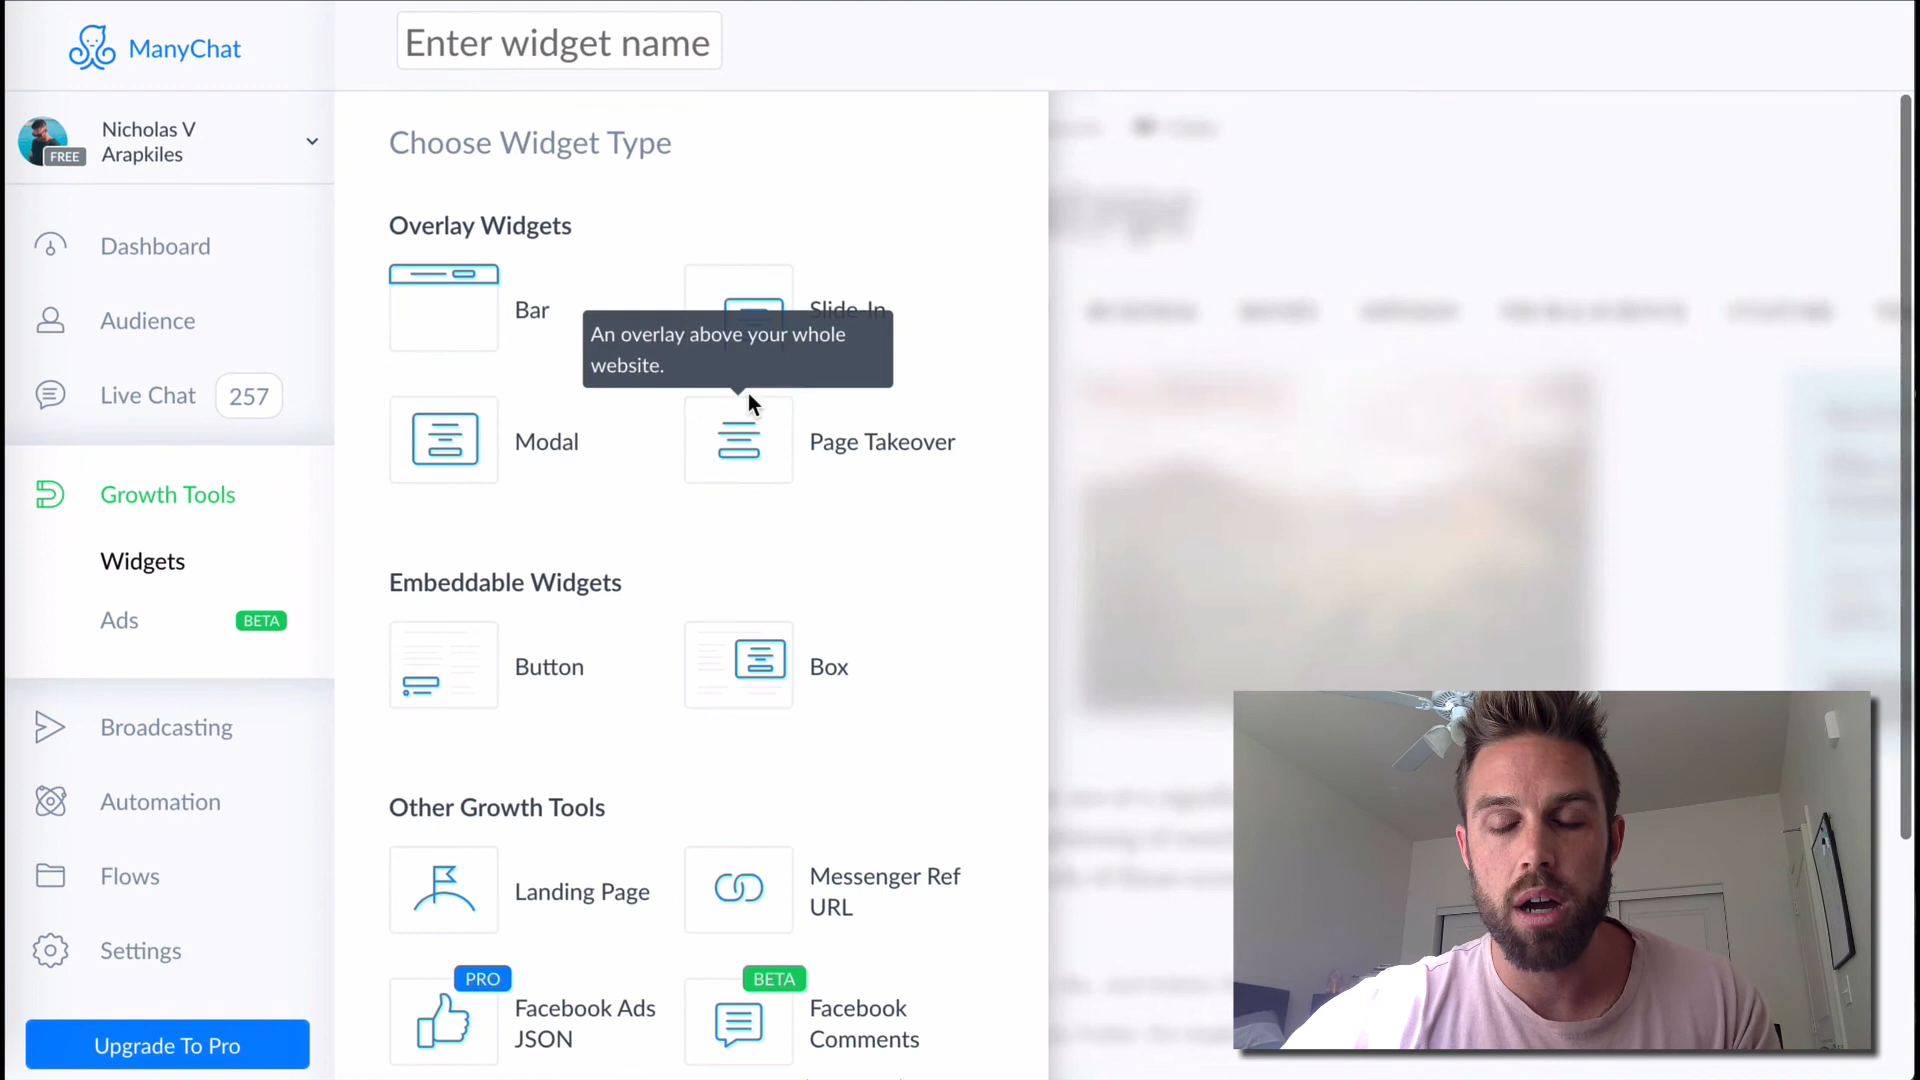 ManyChat
Enter widget name
Nicholas V
Arapkiles
FREE
Dashboard
Audience
Live Chat 257
Growth Tools
Widgets
Ads BETA
Broadcasting
Automation
Flows
Settings
Upgrade To Pro
Choose Widget Type
Overlay Widgets
Bar
Slide-In
An overlay above your whole
website.
Modal
Page Takeover
Embeddable Widgets
Button
Box
Other Growth Tools
Landing Page
Messenger Ref
URL
PRO
Facebook Ads
JSON
BETA
Facebook
Comments